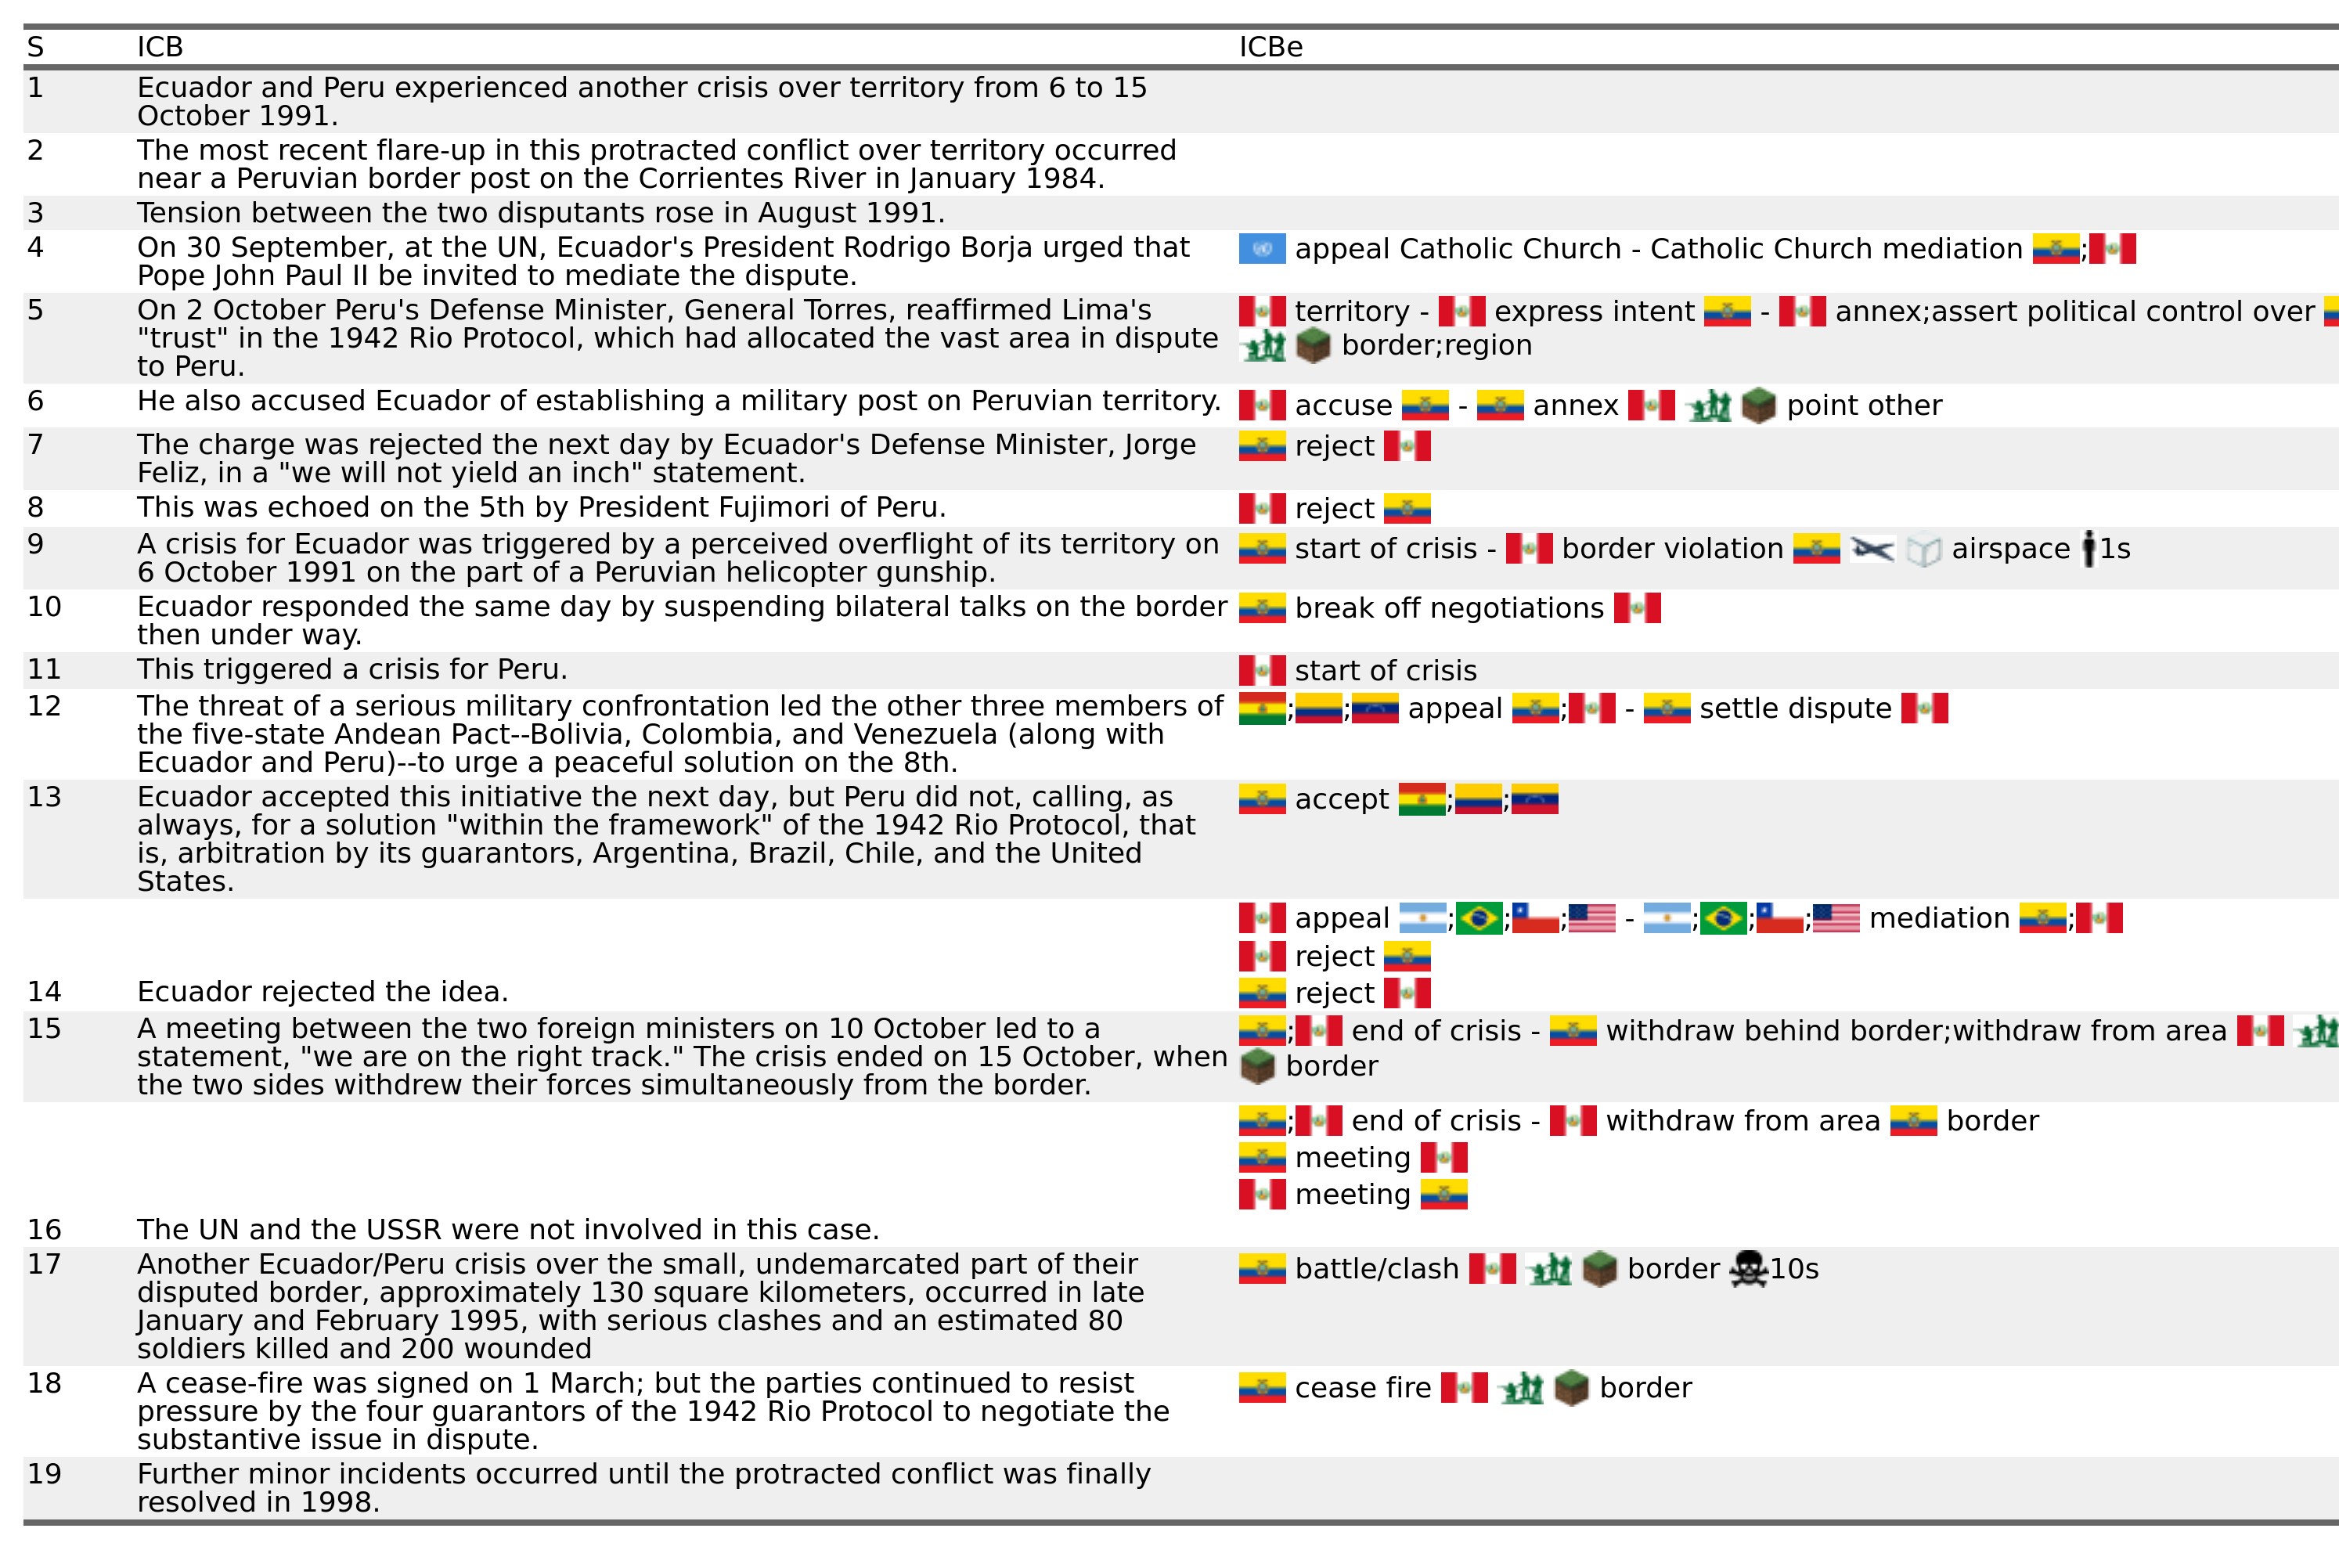 S ICB ICBe
1 Ecuador and Peru experienced another crisis over territory from 6 to 15
October 1991.
2 The most recent flare-up in this protracted conflict over territory occurred
near a Peruvian border post on the Corrientes River in January 1984.
3 Tension between the two disputants rose in August 1991.
4 On 30 September, at the UN, Ecuador's President Rodrigo Borja urged that
Pope John Paul II be invited to mediate the dispute.
appeal Catholic Church - Catholic Church mediation ;
5 On 2 October Peru's Defense Minister, General Torres, reaffirmed Lima's
"trust" in the 1942 Rio Protocol, which had allocated the vast area in dispute
to Peru.
territory - express intent - annex;assert political control over
border;region
6 He also accused Ecuador of establishing a military post on Peruvian territory.
accuse - annex point other
7 The charge was rejected the next day by Ecuador's Defense Minister, Jorge
Feliz, in a "we will not yield an inch" statement.
reject
8 This was echoed on the 5th by President Fujimori of Peru.
reject
9 A crisis for Ecuador was triggered by a perceived overflight of its territory on
6 October 1991 on the part of a Peruvian helicopter gunship.
start of crisis - border violation airspace 1s
10 Ecuador responded the same day by suspending bilateral talks on the border
then under way.
break off negotiations
11 This triggered a crisis for Peru.
start of crisis
12 The threat of a serious military confrontation led the other three members of
the five-state Andean Pact--Bolivia, Colombia, and Venezuela (along with
Ecuador and Peru)--to urge a peaceful solution on the 8th.
; ; appeal ; - settle dispute
13 Ecuador accepted this initiative the next day, but Peru did not, calling, as
always, for a solution "within the framework" of the 1942 Rio Protocol, that
is, arbitration by its guarantors, Argentina, Brazil, Chile, and the United
States.
accept ; ;
appeal ; ; ; - ; ; ; mediation ;
reject
14 Ecuador rejected the idea.
reject
15 A meeting between the two foreign ministers on 10 October led to a
statement, "we are on the right track." The crisis ended on 15 October, when
the two sides withdrew their forces simultaneously from the border.
; end of crisis - withdraw behind border;withdraw from area
border
; end of crisis - withdraw from area border
meeting
meeting
16 The UN and the USSR were not involved in this case.
17 Another Ecuador/Peru crisis over the small, undemarcated part of their
disputed border, approximately 130 square kilometers, occurred in late
January and February 1995, with serious clashes and an estimated 80
soldiers killed and 200 wounded
battle/clash border 10s
18 A cease-fire was signed on 1 March; but the parties continued to resist
pressure by the four guarantors of the 1942 Rio Protocol to negotiate the
substantive issue in dispute.
cease fire border
19 Further minor incidents occurred until the protracted conflict was finally
resolved in 1998.